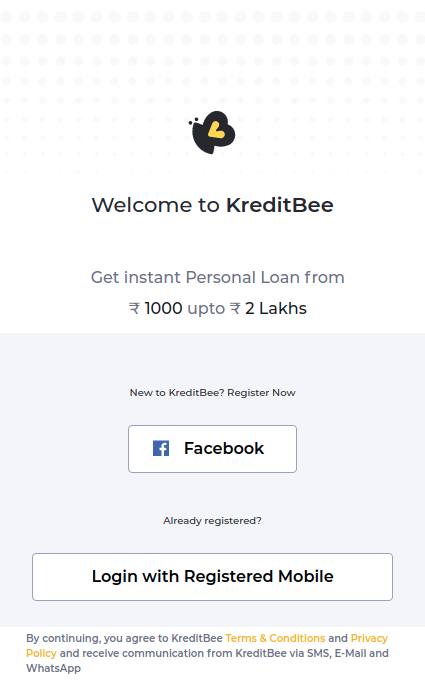 Welcome to KreditBee
Get instant Personal Loan from
₹ 1000 upto ₹ 2 Lakhs
New to KreditBee? Register Now
Facebook
Already registered?
Login with Registered Mobile
By continuing, you agree to KreditBee Terms & Conditions and Privacy
Policy and receive communication from KreditBee via SMS, E-Mail and
WhatsApp